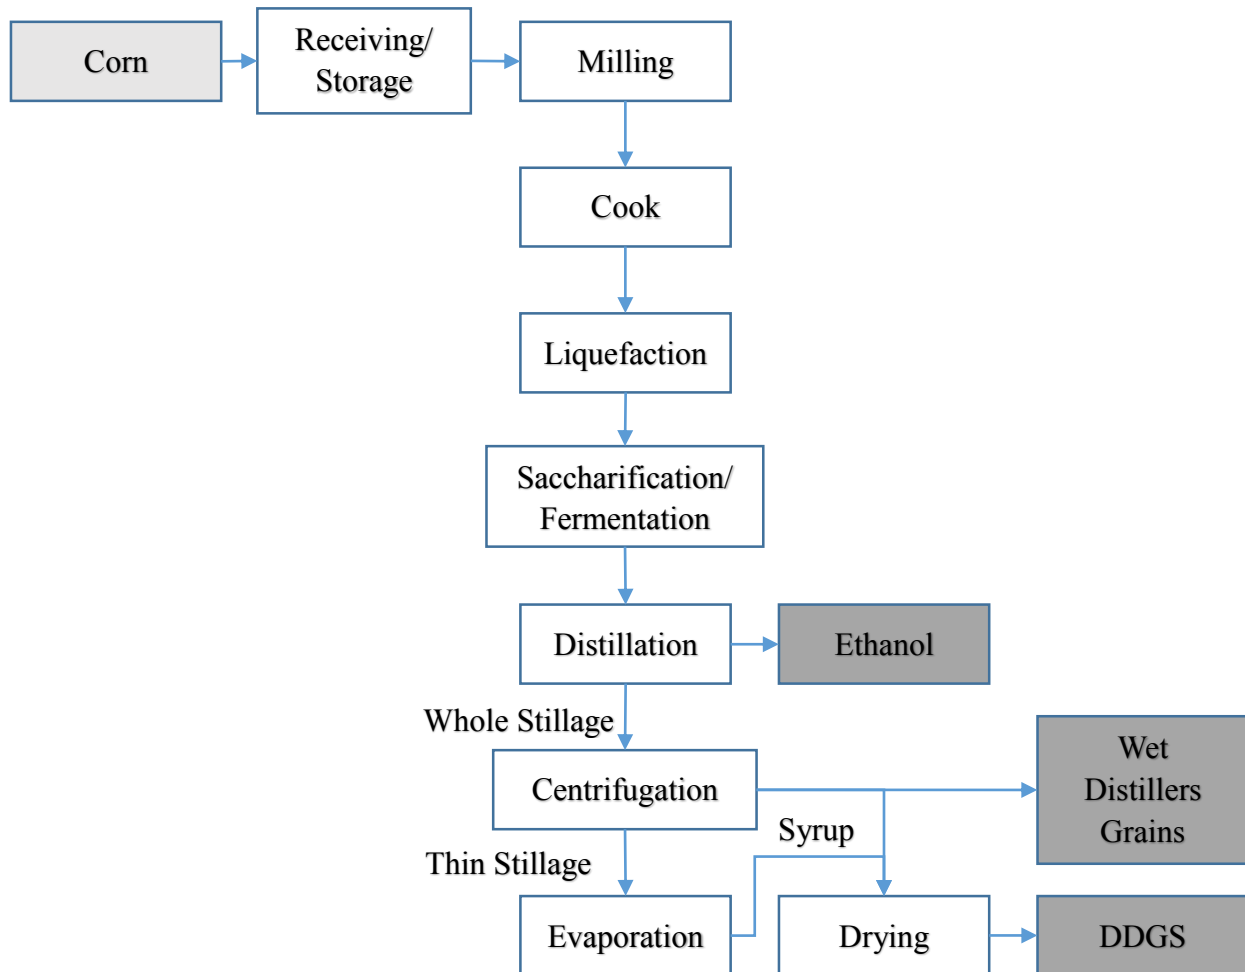 Corn
Receiving/
Storage
Milling
Cook
Liquefaction
Saccharification/
Fermentation
Distillation
Ethanol
Whole Stillage
Centrifugation
Wet
Distillers
Grains
Syrup
Thin Stillage
Evaporation
Drying
DDGS